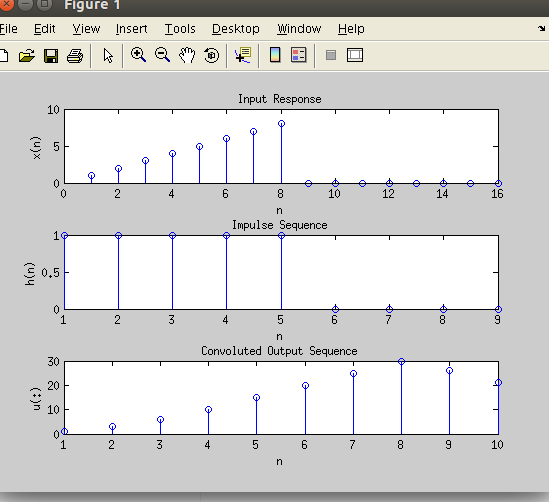 Figure 1
File Edit View Insert Tools Desktop Window Help
Input Response
10
5
0
x(n)
0 2 4 6 8 10 12 14 16
n
Impulse Sequence
1
0.5
0
h(n)
1 2 3 4 5 6 7 8 9
n
Convoluted Output Sequence
30
20
10
0
u(:)
1 2 3 4 5 6 7 8 9 10
n